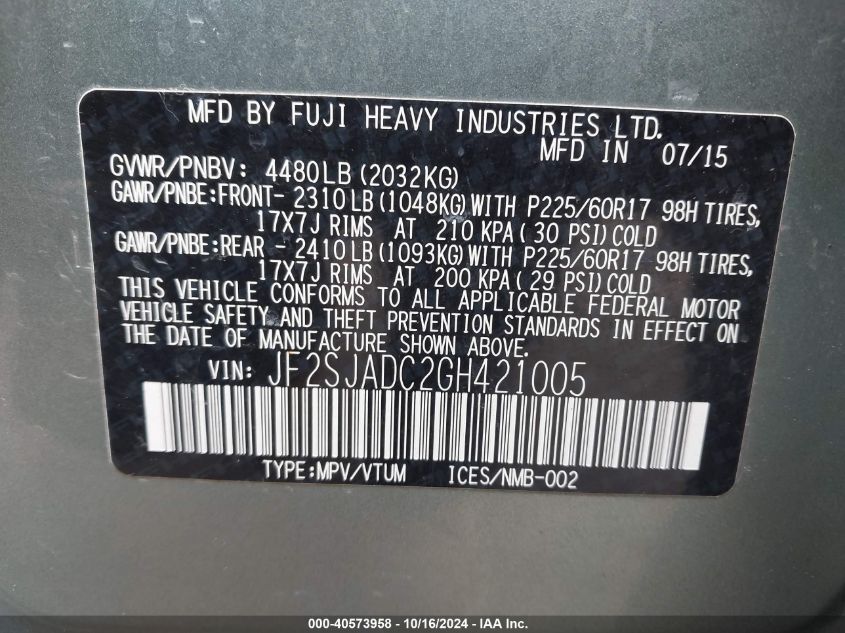 MFD BY FUJI HEAVY INDUSTRIES LTD.
MFD IN 07/15
GVWR/PNBV: 4480LB(2032KG)
GAWR/PNBE:FRONT- 2310LB(1048KG)WITH P225/60R17 98H TIRES,
17X7J RIMS AT 210 KPA(30 PSI)COLD
GAWR/PNBE:REAR - 2410LB(1093KG)WITH P225/60R17 98H TIRES,
17X7J RIMS AT 200 KPA(29 PSI)COLD
THIS VEHICLE CONFORMS TO ALL APPLICABLE FEDERAL MOTOR
VEHICLE SAFETY AND THEFT PREVENTION STANDARDS IN EFFECT ON
THE DATE OF MANUFACTURE SHOWN ABOVE.
VIN: JF2SJADC2GH421005
TYPE:MPV/VTUM ICES/NMB-002
000-40573958 - 10/16/2024 - IAAI.com